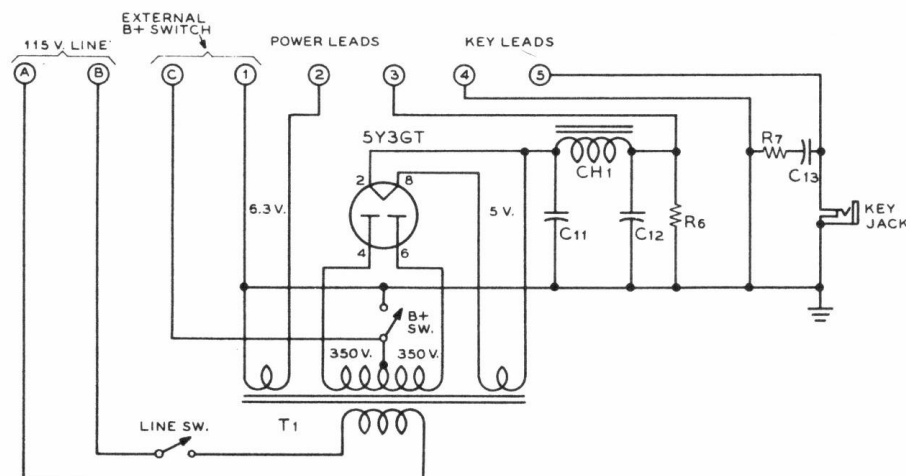 EXTERNAL
B+ SWITCH
115 V. LINE
POWER LEADS
KEY LEADS
A
B
C
1
2
3
4
5
5Y3GT
2
8
4
6
6.3 V.
5 V.
CH1
C11
C12
R6
R7
C13
KEY
JACK
B+
SW.
350 V.
350 V.
LINE SW.
T1